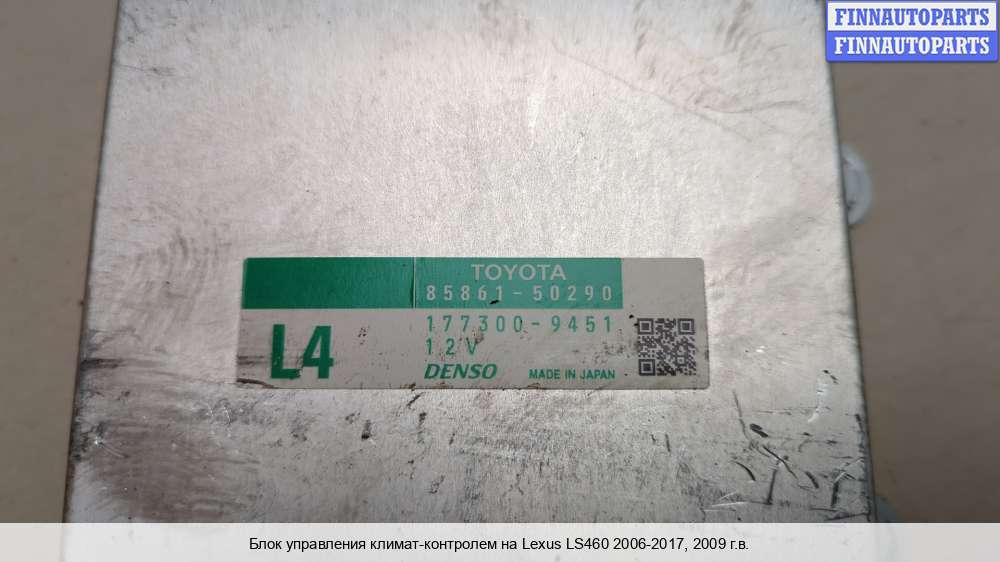 FINNAUTOPARTS
FINNAUTOPARTS
TOYOTA
85861-50290
L4
177300-9451
12V
DENSO MADE IN JAPAN
Блок управления климат-контролем на Lexus LS460 2006-2017, 2009 г.в.